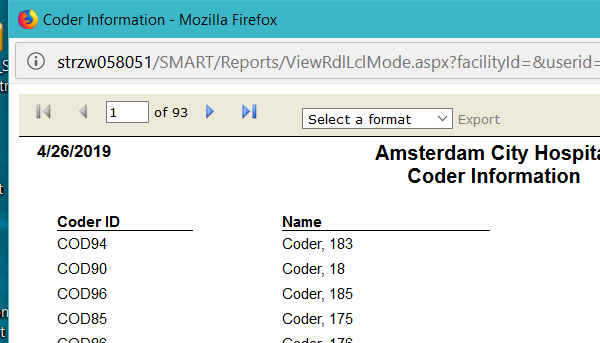 Coder Information - Mozilla Firefox
strzw058051/SMART/Reports/ViewRdlLclMode.aspx?facilityId=&userid=
1 of 93 Select a format Export
4/26/2019 Amsterdam City Hospita
Coder Information
Coder ID Name
COD94 Coder, 183
COD90 Coder, 18
COD96 Coder, 185
COD85 Coder, 175